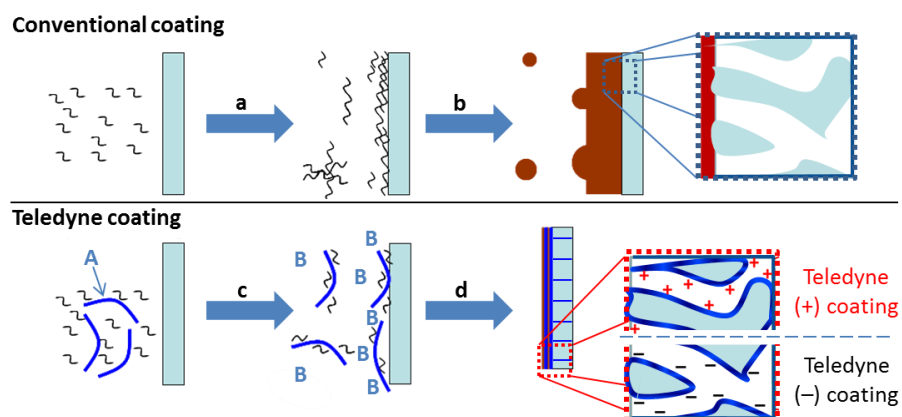 Conventional coating
a
b
Teledyne coating
A
B
B
B
B
B
B
B
c
d
+
+
+
+
+
+
+
+
Teledyne
(+) coating
Teledyne
(−) coating